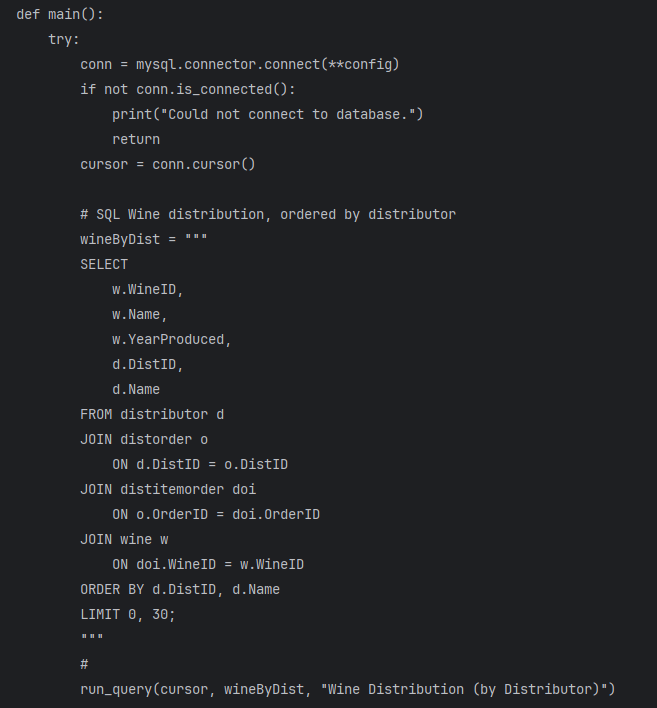 def main():
    try:
        conn = mysql.connector.connect(**config)
        if not conn.is_connected():
            print("Could not connect to database.")
            return
        cursor = conn.cursor()

        # SQL Wine distribution, ordered by distributor
        wineByDist = """
        SELECT
            w.WineID,
            w.Name,
            w.YearProduced,
            d.DistID,
            d.Name
        FROM distributor d
        JOIN distorder o
            ON d.DistID = o.DistID
        JOIN distitemorder doi
            ON o.OrderID = doi.OrderID
        JOIN wine w
            ON doi.WineID = w.WineID
        ORDER BY d.DistID, d.Name
        LIMIT 0, 30;
        """
        #
        run_query(cursor, wineByDist, "Wine Distribution (by Distributor)")